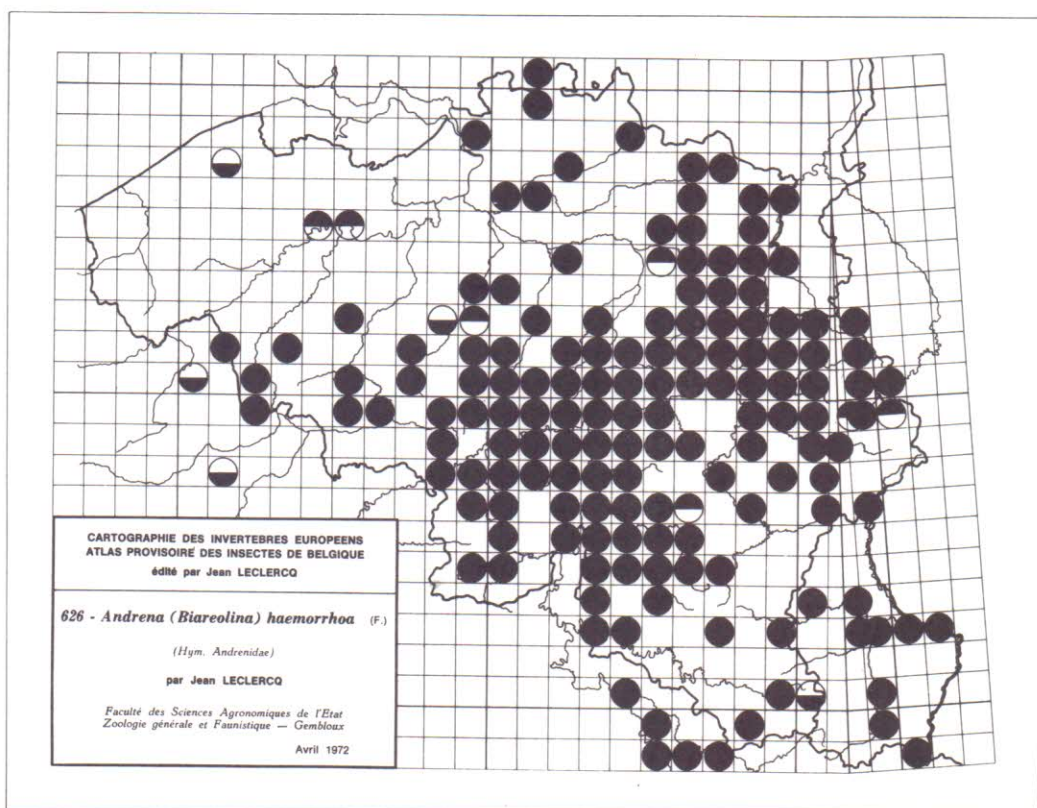 CARTOGRAPHIE DES INVERTEBRES EUROPEENS
ATLAS PROVISOIRE DES INSECTES DE BELGIQUE
édité par Jean LECLERCQ
626 - Andrena (Biareolina) haemorrhoa (F.)
(Hym. Andrenidae)
par Jean LECLERCQ
Faculté des Sciences Agronomiques de l'Etat
Zoologie générale et Faunistique — Gembloux
Avril 1972